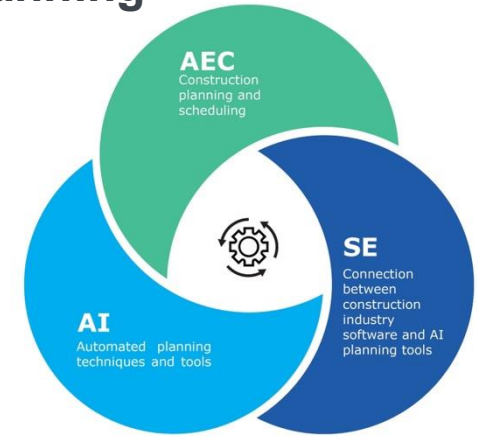 AEC
Construction
planning and
scheduling
SE
Connection
between
construction
industry
software and AI
planning tools
AI
Automated planning
techniques and tools